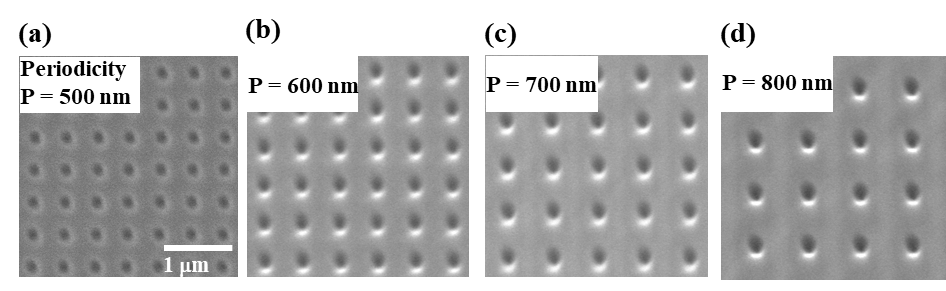 (a)
Periodicity
P = 500 nm
1 μm
(b)
P = 600 nm
(c)
P = 700 nm
(d)
P = 800 nm